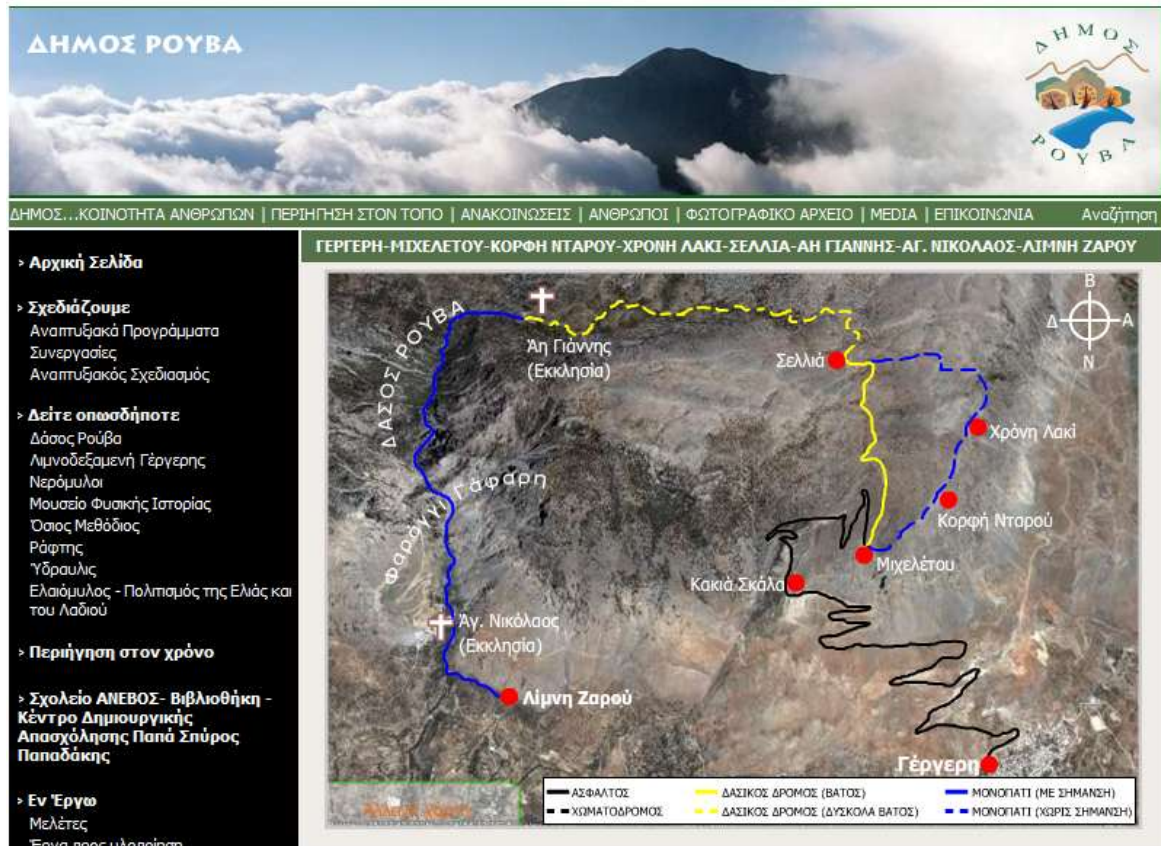 ΔΗΜΟΣ ΡΟΥΒΑ
ΔΗΜΟΣ
ΡΟΥΒΑ
ΔΗΜΟΣ...ΚΟΙΝΟΤΗΤΑ ΑΝΘΡΩΠΩΝ | ΠΕΡΙΗΓΗΣΗ ΣΤΟΝ ΤΟΠΟ | ΑΝΑΚΟΙΝΩΣΕΙΣ | ΑΝΘΡΩΠΟΙ | ΦΩΤΟΓΡΑΦΙΚΟ ΑΡΧΕΙΟ | MEDIA | ΕΠΙΚΟΙΝΩΝΙΑ Αναζήτηση
› Αρχική Σελίδα
› Σχεδιάζουμε
Αναπτυξιακά Προγράμματα
Συνεργασίες
Αναπτυξιακός Σχεδιασμός
› Δείτε οπωσδήποτε
Δάσος Ρούβα
Λιμνοδεξαμενή Γέργερης
Νερόμυλοι
Μουσείο Φυσικής Ιστορίας
Όσιος Μεθόδιος
Ράφτης
Ύδραυλις
Ελαιόμυλος - Πολιτισμός της Ελιάς και
του Λαδιού
› Περιήγηση στον χρόνο
› Σχολείο ΑΝΕΒΟΣ- Βιβλιοθήκη -
Κέντρο Δημιουργικής
Απασχόλησης Παπά Σπύρος
Παπαδάκης
› Εν Έργω
Μελέτες
Έργα προς υλοποίηση
ΓΕΡΓΕΡΗ-ΜΙΧΕΛΕΤΟΥ-ΚΟΡΦΗ ΝΤΑΡΟΥ-ΧΡΟΝΗ ΛΑΚΙ-ΣΕΛΛΙΑ-ΑΗ ΓΙΑΝΝΗΣ-ΑΓ. ΝΙΚΟΛΑΟΣ-ΛΙΜΝΗ ΖΑΡΟΥ
Β
Δ Α
Ν
ΔΑΣΟΣ ΡΟΥΒΑ
Άη Γιάννης
(Εκκλησία)
Σελλιά
Χρόνη Λακί
Φαράγγι Γάφαρη
Κορφή Νταρού
Μιχελέτου
Κακιά Σκάλα
Άγ. Νικόλαος
(Εκκλησία)
Λίμνη Ζαρού
Γέργερη
ΑΣΦΑΛΤΟΣ ΔΑΣΙΚΟΣ ΔΡΟΜΟΣ (ΒΑΤΟΣ) ΜΟΝΟΠΑΤΙ (ΜΕ ΣΗΜΑΝΣΗ)
ΧΩΜΑΤΟΔΡΟΜΟΣ ΔΑΣΙΚΟΣ ΔΡΟΜΟΣ (ΔΥΣΚΟΛΑ ΒΑΤΟΣ) ΜΟΝΟΠΑΤΙ (ΧΩΡΙΣ ΣΗΜΑΝΣΗ)